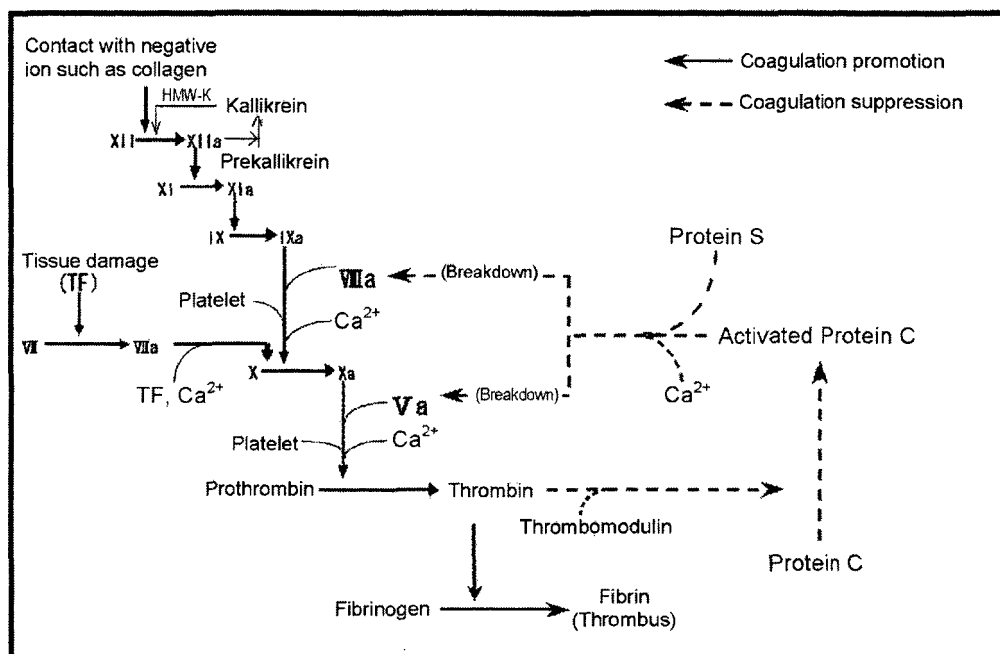 Contact with negative
ion such as collagen
Coagulation promotion
Coagulation suppression
HMW-K
Kallikrein
XII
XIIa
Prekallikrein
XI
XIa
IX
IXa
Protein S
Tissue damage
(TF)
VIIIa
(Breakdown)
Platelet
Ca²⁺
Activated Protein C
VII
VIIa
X
Xa
TF, Ca²⁺
Ca²⁺
Va
(Breakdown)
Platelet
Ca²⁺
Prothrombin
Thrombin
Thrombomodulin
Protein C
Fibrinogen
Fibrin
(Thrombus)